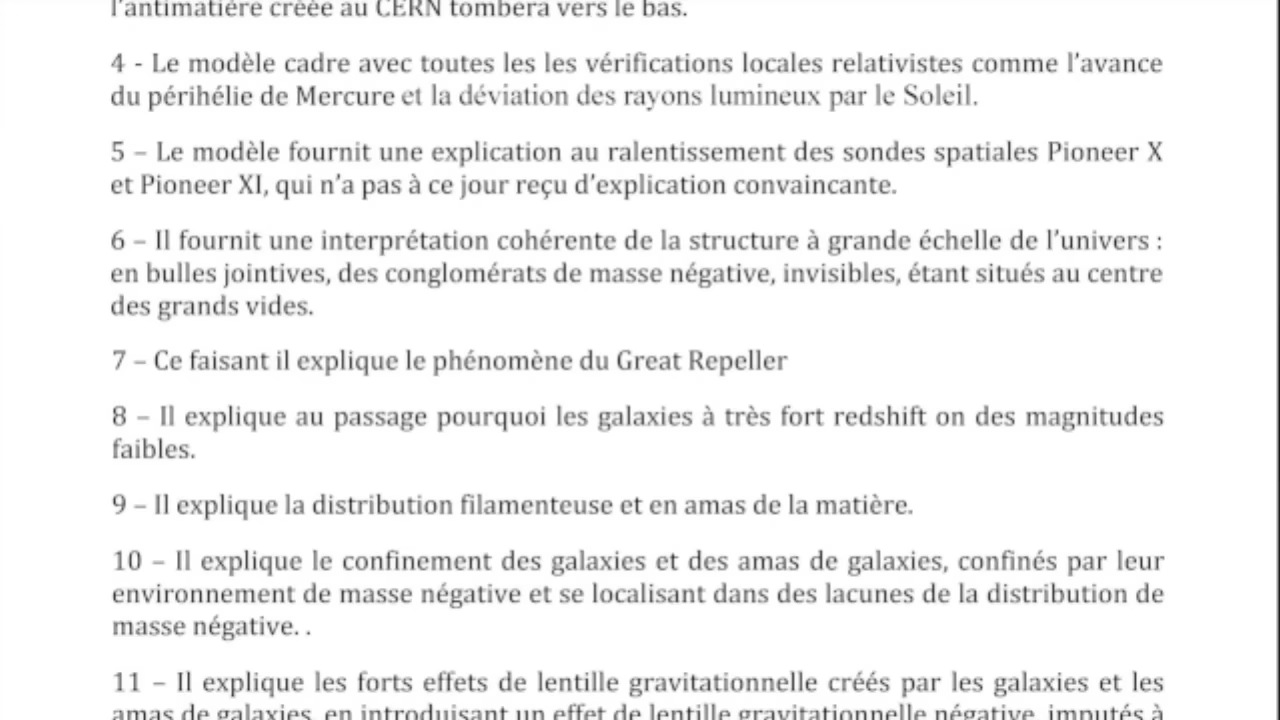 l'antimatière créée au CERN tombera vers le bas.
4 - Le modèle cadre avec toutes les les vérifications locales relativistes comme l'avance
du périhélie de Mercure et la déviation des rayons lumineux par le Soleil.
5 – Le modèle fournit une explication au ralentissement des sondes spatiales Pioneer X
et Pioneer XI, qui n'a pas à ce jour reçu d'explication convaincante.
6 – Il fournit une interprétation cohérente de la structure à grande échelle de l'univers :
en bulles jointives, des conglomérats de masse négative, invisibles, étant situés au centre
des grands vides.
7 – Ce faisant il explique le phénomène du Great Repeller
8 – Il explique au passage pourquoi les galaxies à très fort redshift on des magnitudes
faibles.
9 – Il explique la distribution filamenteuse et en amas de la matière.
10 – Il explique le confinement des galaxies et des amas de galaxies, confinés par leur
environnement de masse négative et se localisant dans des lacunes de la distribution de
masse négative. .
11 – Il explique les forts effets de lentille gravitationnelle créés par les galaxies et les
amas de galaxies, en introduisant un effet de lentille gravitationnelle négative, imputés à